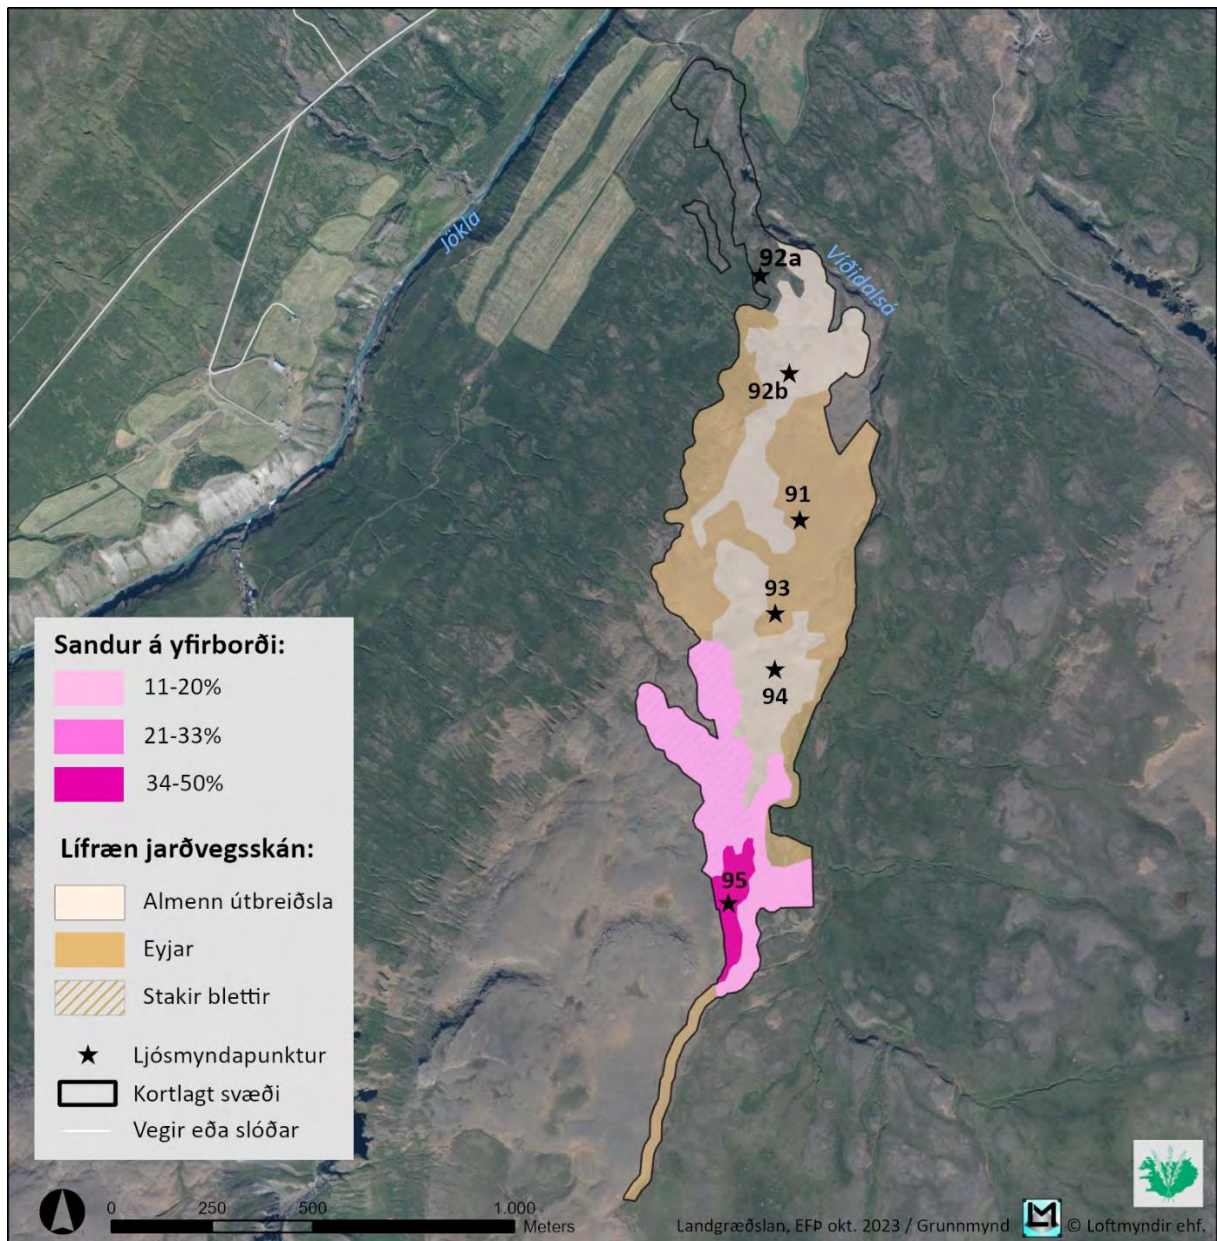 Jökla
92a
Víðidalsá
92b
91
93
94
95
Sandur á yfirborði:
11-20%
21-33%
34-50%
Lífræn jarðvegsskán:
Almenn útbreiðsla
Eyjar
Stakir blettir
Ljósmyndapunktur
Kortlagt svæði
Vegir eða slóðar
0 250 500 1.000
Meters
Landgræðslan, EFÞ okt. 2023 / Grunnmynd LM © Loftmyndir ehf.